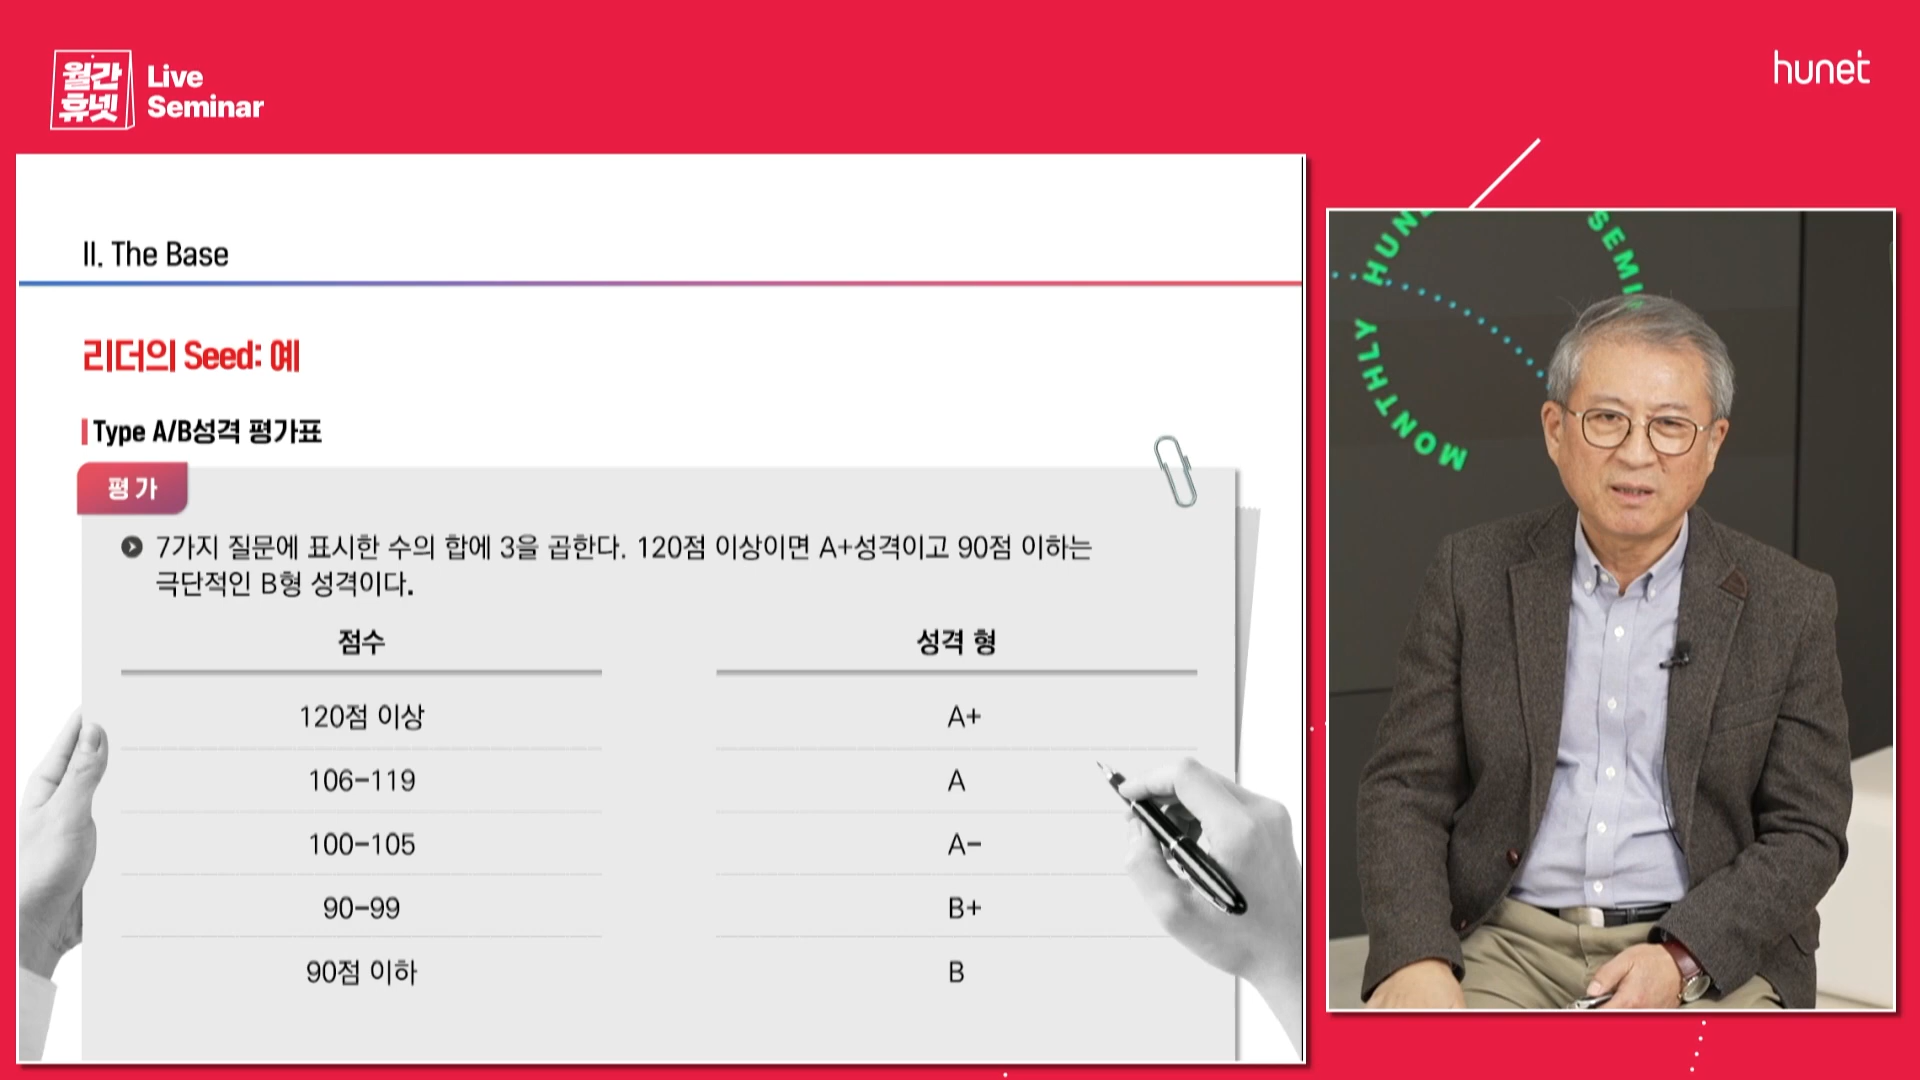 월간
휴넷
Live
Seminar
hunet
II. The Base
리더의 Seed: 예
Type A/B성격 평가표
평 가
7가지 질문에 표시한 수의 합에 3을 곱한다. 120점 이상이면 A+성격이고 90점 이하는
극단적인 B형 성격이다.
점수 성격 형
120점 이상 A+
106-119 A
100-105 A-
90-99 B+
90점 이하 B
MONTHLY HUN
SEMI